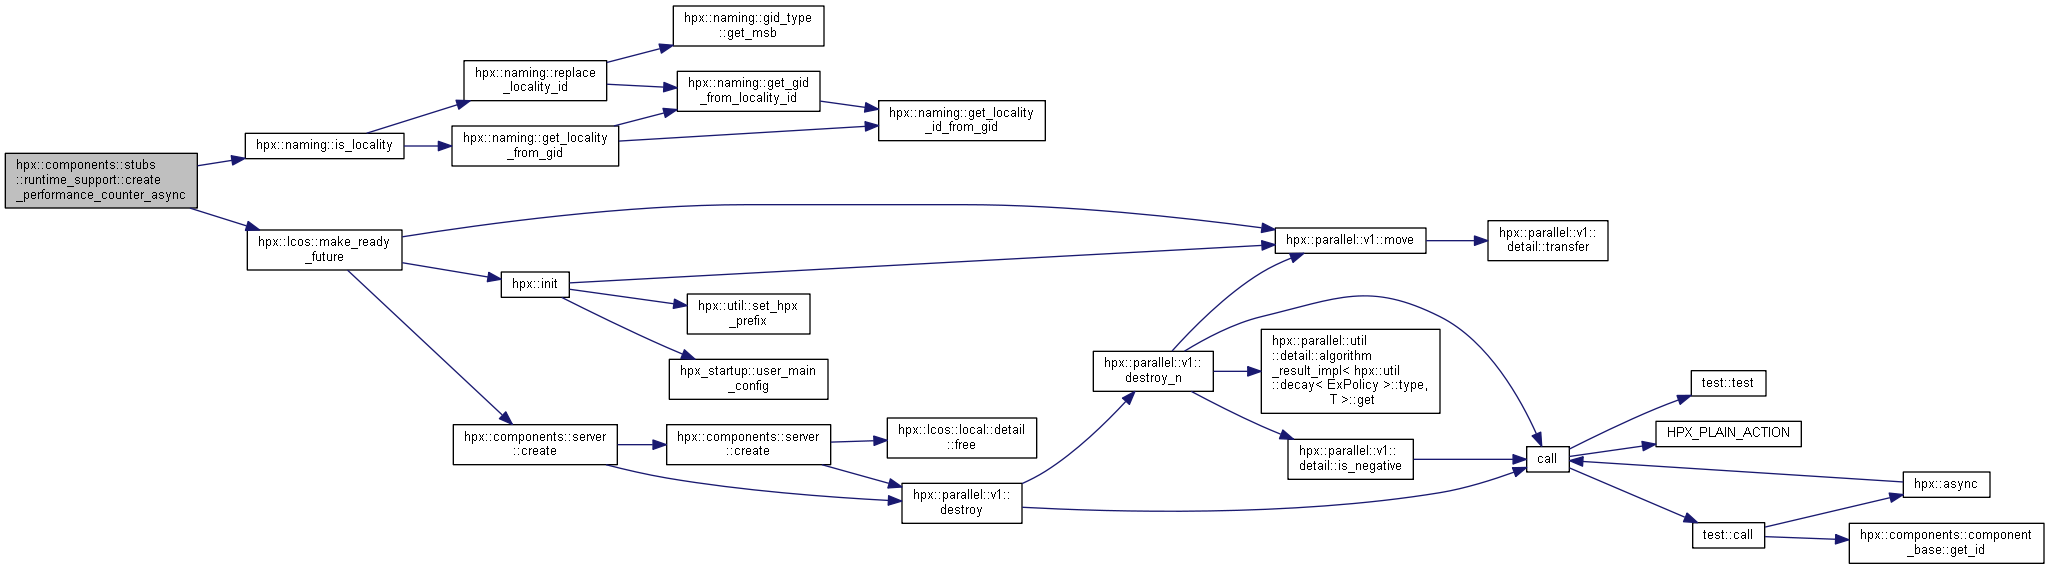 hpx::naming::gid_type
::get_msb
hpx::naming::replace
_locality_id
hpx::naming::get_gid
_from_locality_id
hpx::naming::get_locality
_id_from_gid
hpx::naming::is_locality
hpx::naming::get_locality
_from_gid
hpx::components::stubs
::runtime_support::create
_performance_counter_async
hpx::lcos::make_ready
_future
hpx::parallel::v1::move
hpx::parallel::v1::
detail::transfer
hpx::init
hpx::util::set_hpx
_prefix
hpx_startup::user_main
_config
hpx::parallel::v1::
destroy_n
hpx::parallel::util
::detail::algorithm
_result_impl< hpx::util
::decay< ExPolicy >::type,
T >::get
test::test
HPX_PLAIN_ACTION
hpx::components::server
::create
hpx::components::server
::create
hpx::lcos::local::detail
::free
hpx::parallel::v1::
detail::is_negative
call
hpx::parallel::v1::
destroy
hpx::async
test::call
hpx::components::component
_base::get_id